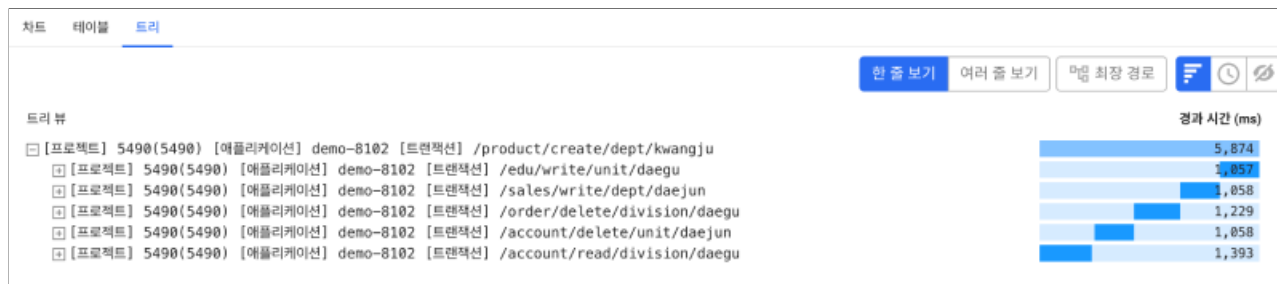 차트 테이블 트리
한 줄 보기 여러 줄 보기 최장 경로
트리 뷰 경과 시간 (ms)
[프로젝트] 5490(5490) [애플리케이션] demo-8102 [트랜잭션] /product/create/dept/kwangju 5,874
[프로젝트] 5490(5490) [애플리케이션] demo-8102 [트랜잭션] /edu/write/unit/daegu 1,057
[프로젝트] 5490(5490) [애플리케이션] demo-8102 [트랜잭션] /sales/write/dept/daejun 1,058
[프로젝트] 5490(5490) [애플리케이션] demo-8102 [트랜잭션] /order/delete/division/daegu 1,229
[프로젝트] 5490(5490) [애플리케이션] demo-8102 [트랜잭션] /account/delete/unit/daejun 1,058
[프로젝트] 5490(5490) [애플리케이션] demo-8102 [트랜잭션] /account/read/division/daegu 1,393